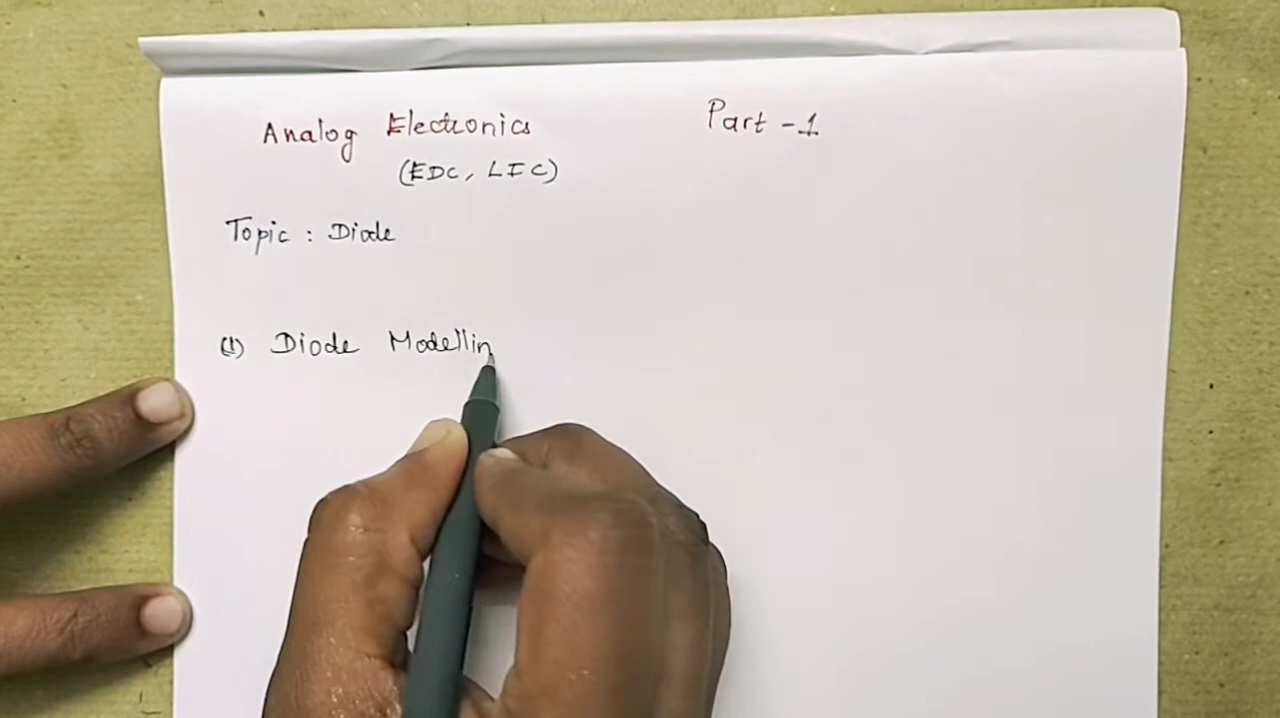 Analog Electronics
Part - 1
(EDC, LIC)
Topic : Diode
(1) Diode Modellin